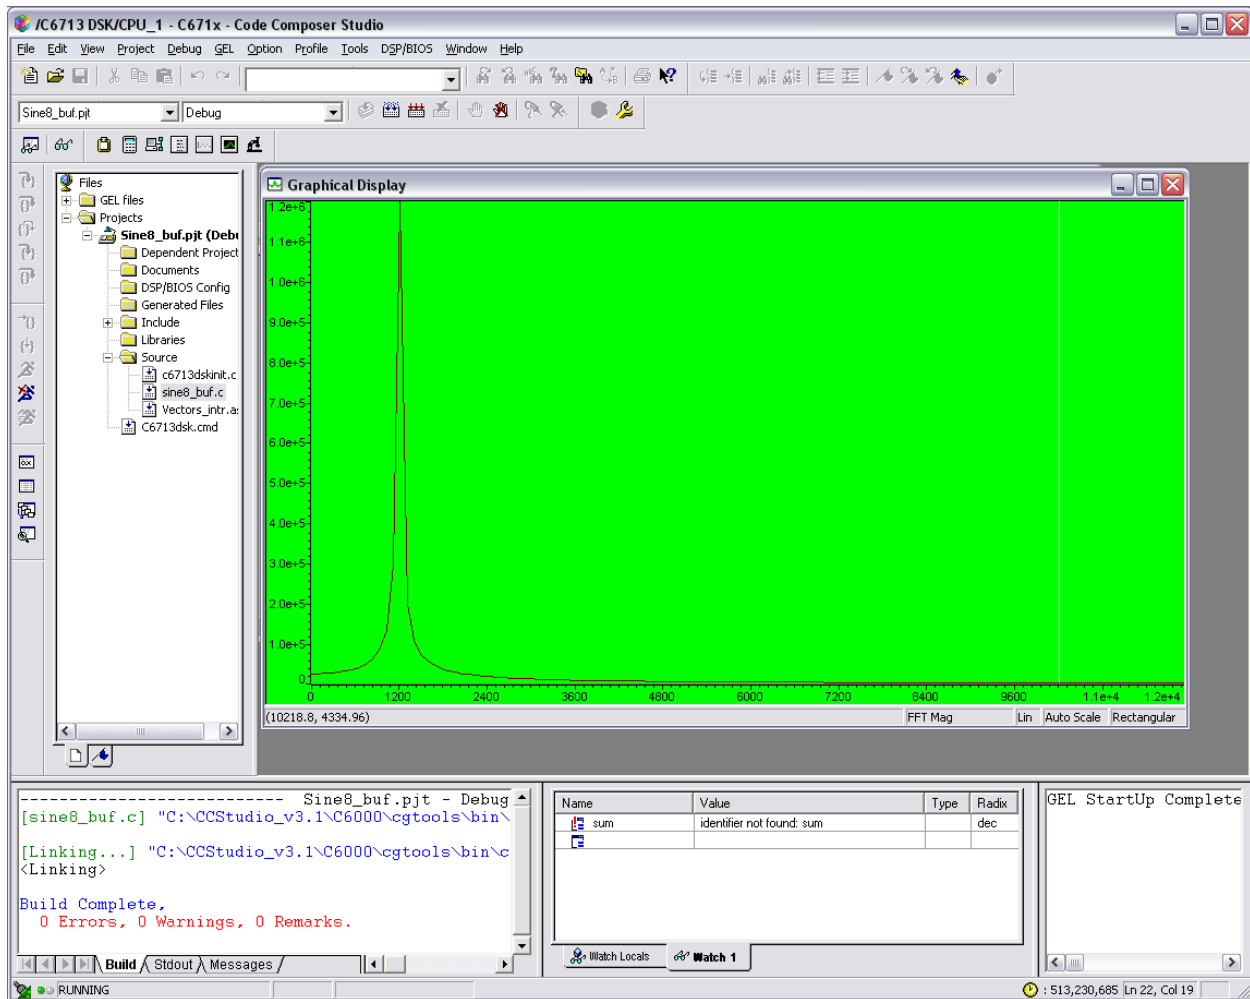 /C6713 DSK/CPU_1 - C671x - Code Composer Studio
File Edit View Project Debug GEL Option Profile Tools DSP/BIOS Window Help
Sine8_buf.pjt Debug
Files
GEL files
Projects
Sine8_buf.pjt (Debu
Dependent Project
Documents
DSP/BIOS Config
Generated Files
Include
Libraries
Source
c6713dskinit.c
sine8_buf.c
Vectors_intr.a
C6713dsk.cmd
Graphical Display
1.2e+6
1.1e+6
1.0e+6
9.0e+5
8.0e+5
7.0e+5
6.0e+5
5.0e+5
4.0e+5
3.0e+5
2.0e+5
1.0e+5
0
0 1200 2400 3600 4800 6000 7200 8400 9600 1.1e+4 1.2e+4
(10218.8, 4334.96) FFT Mag Lin Auto Scale Rectangular
--------------------------- Sine8_buf.pjt - Debug
[sine8_buf.c] "C:\CCStudio_v3.1\C6000\cgtools\bin\
[Linking...] "C:\CCStudio_v3.1\C6000\cgtools\bin\c
<Linking>
Build Complete,
0 Errors, 0 Warnings, 0 Remarks.
Build Stdout Messages
Name Value Type Radix
sum identifier not found: sum dec
Watch Locals Watch 1
GEL StartUp Complete
RUNNING : 513,230,685 Ln 22, Col 19